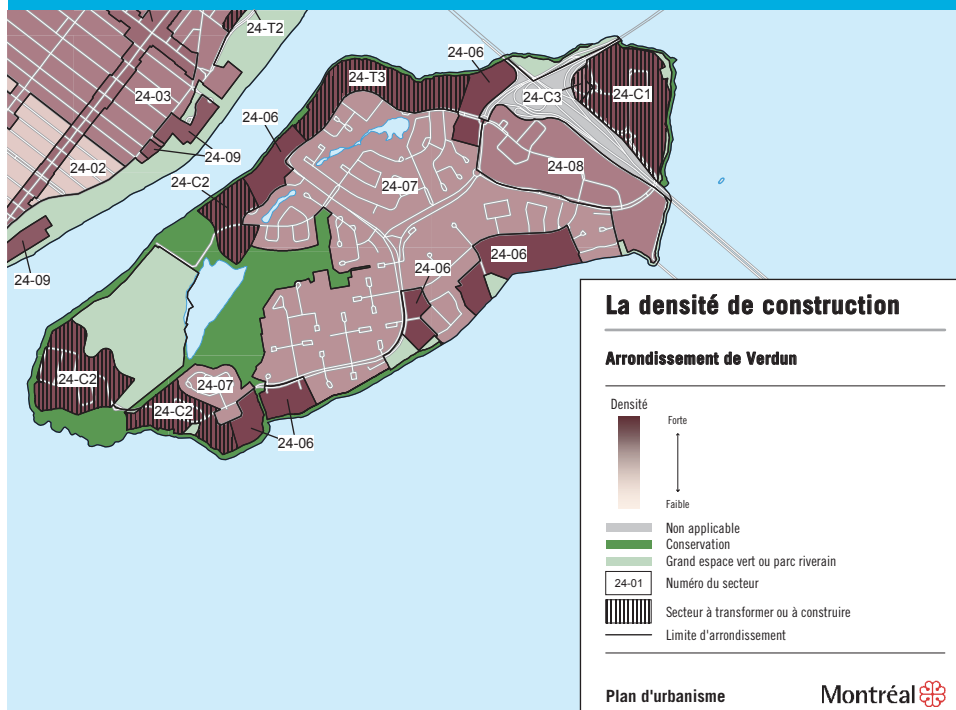 24-T2
24-06
24-T3
24-03
24-C3
24-C1
24-06
24-09
24-02
24-08
24-C2
24-07
24-06
24-06
24-09
24-C2
24-07
24-C2
24-06
La densité de construction
Arrondissement de Verdun
Densité
Forte
Faible
Non applicable
Conservation
Grand espace vert ou parc riverain
24-01 Numéro du secteur
Secteur à transformer ou à construire
Limite d'arrondissement
Plan d'urbanisme
Montréal